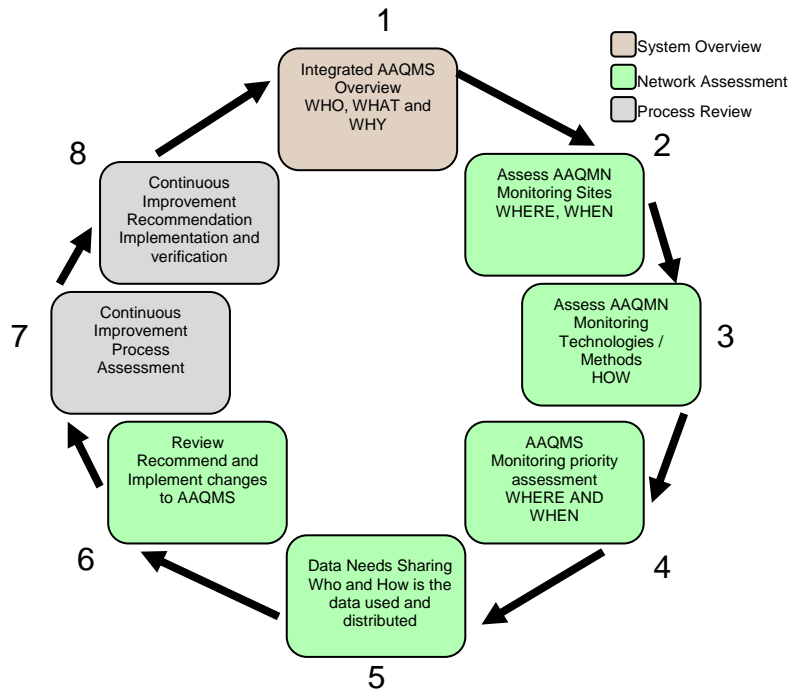 1
Integrated AAQMS
Overview
WHO, WHAT and
WHY
System Overview
Network Assessment
Process Review
2
Assess AAQMN
Monitoring Sites
WHERE, WHEN
3
Assess AAQMN
Monitoring
Technologies /
Methods
HOW
4
AAQMS
Monitoring priority
assessment
WHERE AND
WHEN
5
Data Needs Sharing
Who and How is the
data used and
distributed
6
Review
Recommend and
Implement changes
to AAQMS
7
Continuous
Improvement
Process
Assessment
8
Continuous
Improvement
Recommendation
Implementation and
verification